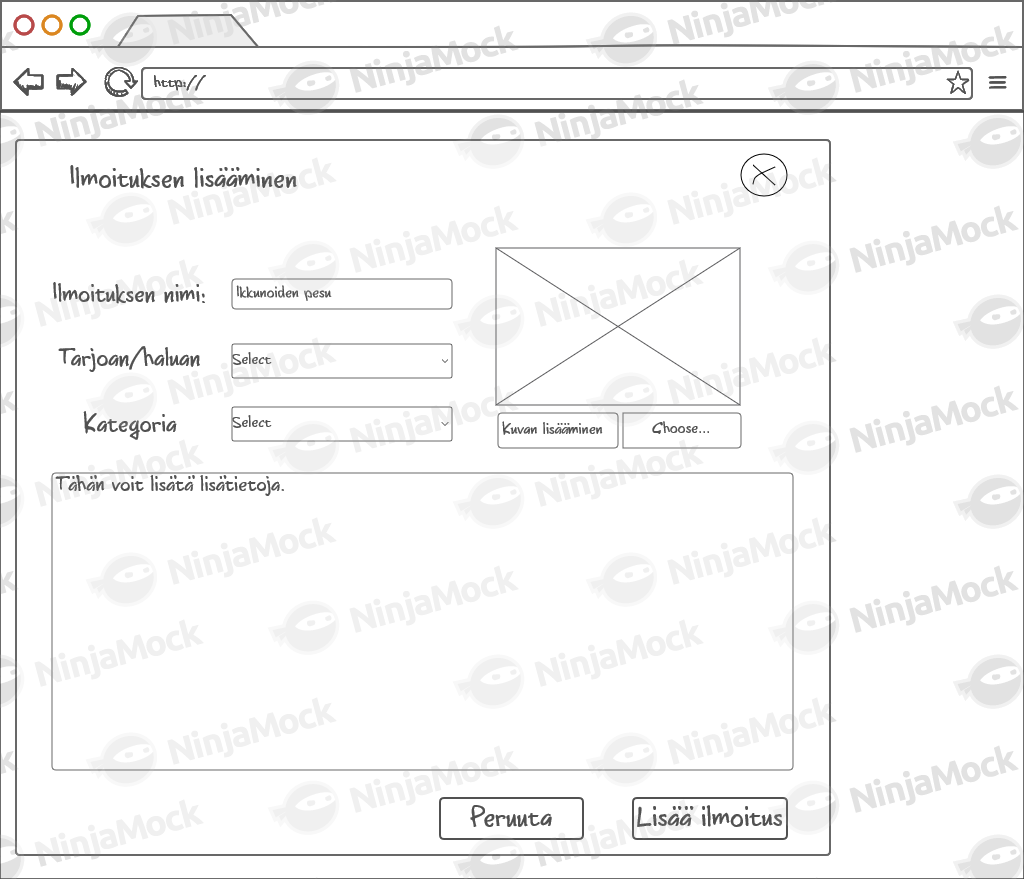 http://
Ilmoituksen lisääminen
Ilmoituksen nimi:
Ikkunoiden pesu
Tarjoan/haluan
Select
Kategoria
Select
Kuvan lisääminen
Choose...
Tähän voit lisätä lisätietoja.
Peruuta
Lisää ilmoitus
NinjaMock